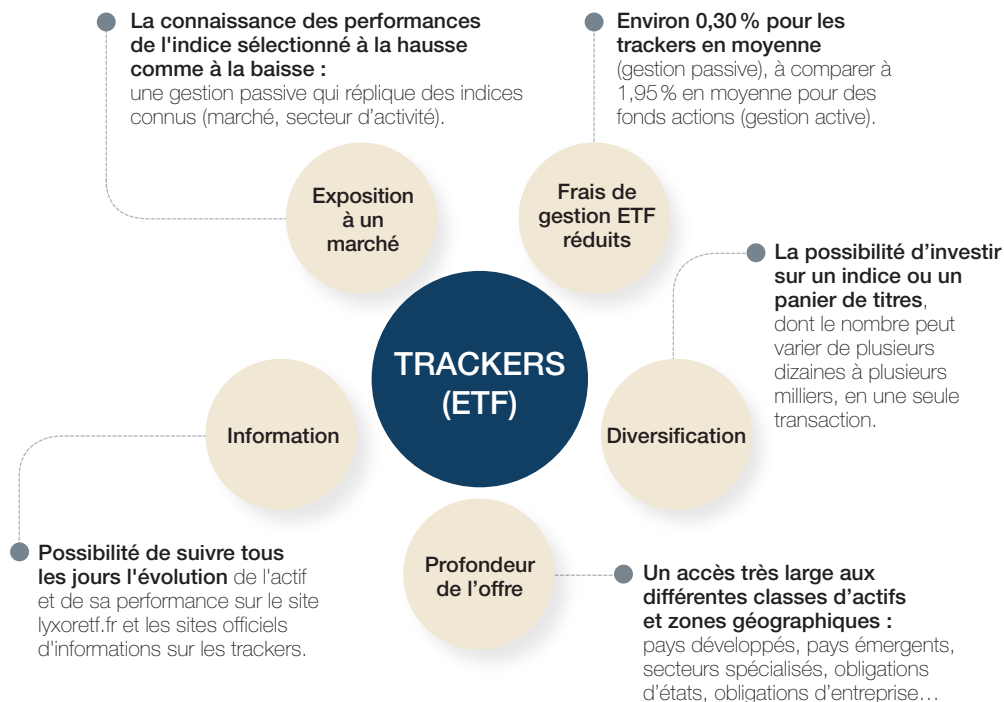 La connaissance des performances
de l'indice sélectionné à la hausse
comme à la baisse :
une gestion passive qui réplique des indices
connus (marché, secteur d’activité).
Environ 0,30 % pour les
trackers en moyenne
(gestion passive), à comparer à
1,95 % en moyenne pour des
fonds actions (gestion active).
Exposition
à un
marché
Frais de
gestion ETF
réduits
La possibilité d’investir
sur un indice ou un
panier de titres,
dont le nombre peut
varier de plusieurs
dizaines à plusieurs
milliers, en une seule
transaction.
TRACKERS
(ETF)
Information
Diversification
Possibilité de suivre tous
les jours l'évolution de l'actif
et de sa performance sur le site
lyxoretf.fr et les sites officiels
d'informations sur les trackers.
Profondeur
de l’offre
Un accès très large aux
différentes classes d’actifs
et zones géographiques :
pays développés, pays émergents,
secteurs spécialisés, obligations
d’états, obligations d’entreprise…